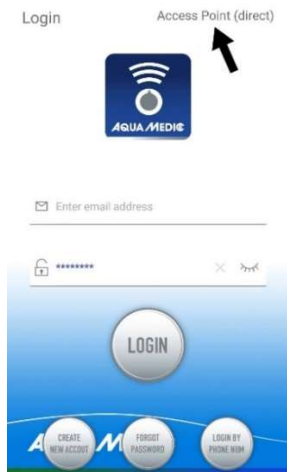 Login
Access Point (direct)
AQUA MEDIC
Enter email address
********
LOGIN
CREATE
NEW ACCOUT
FORGOT
PASSWORD
LOGIN BY
PHONE NUM
A M